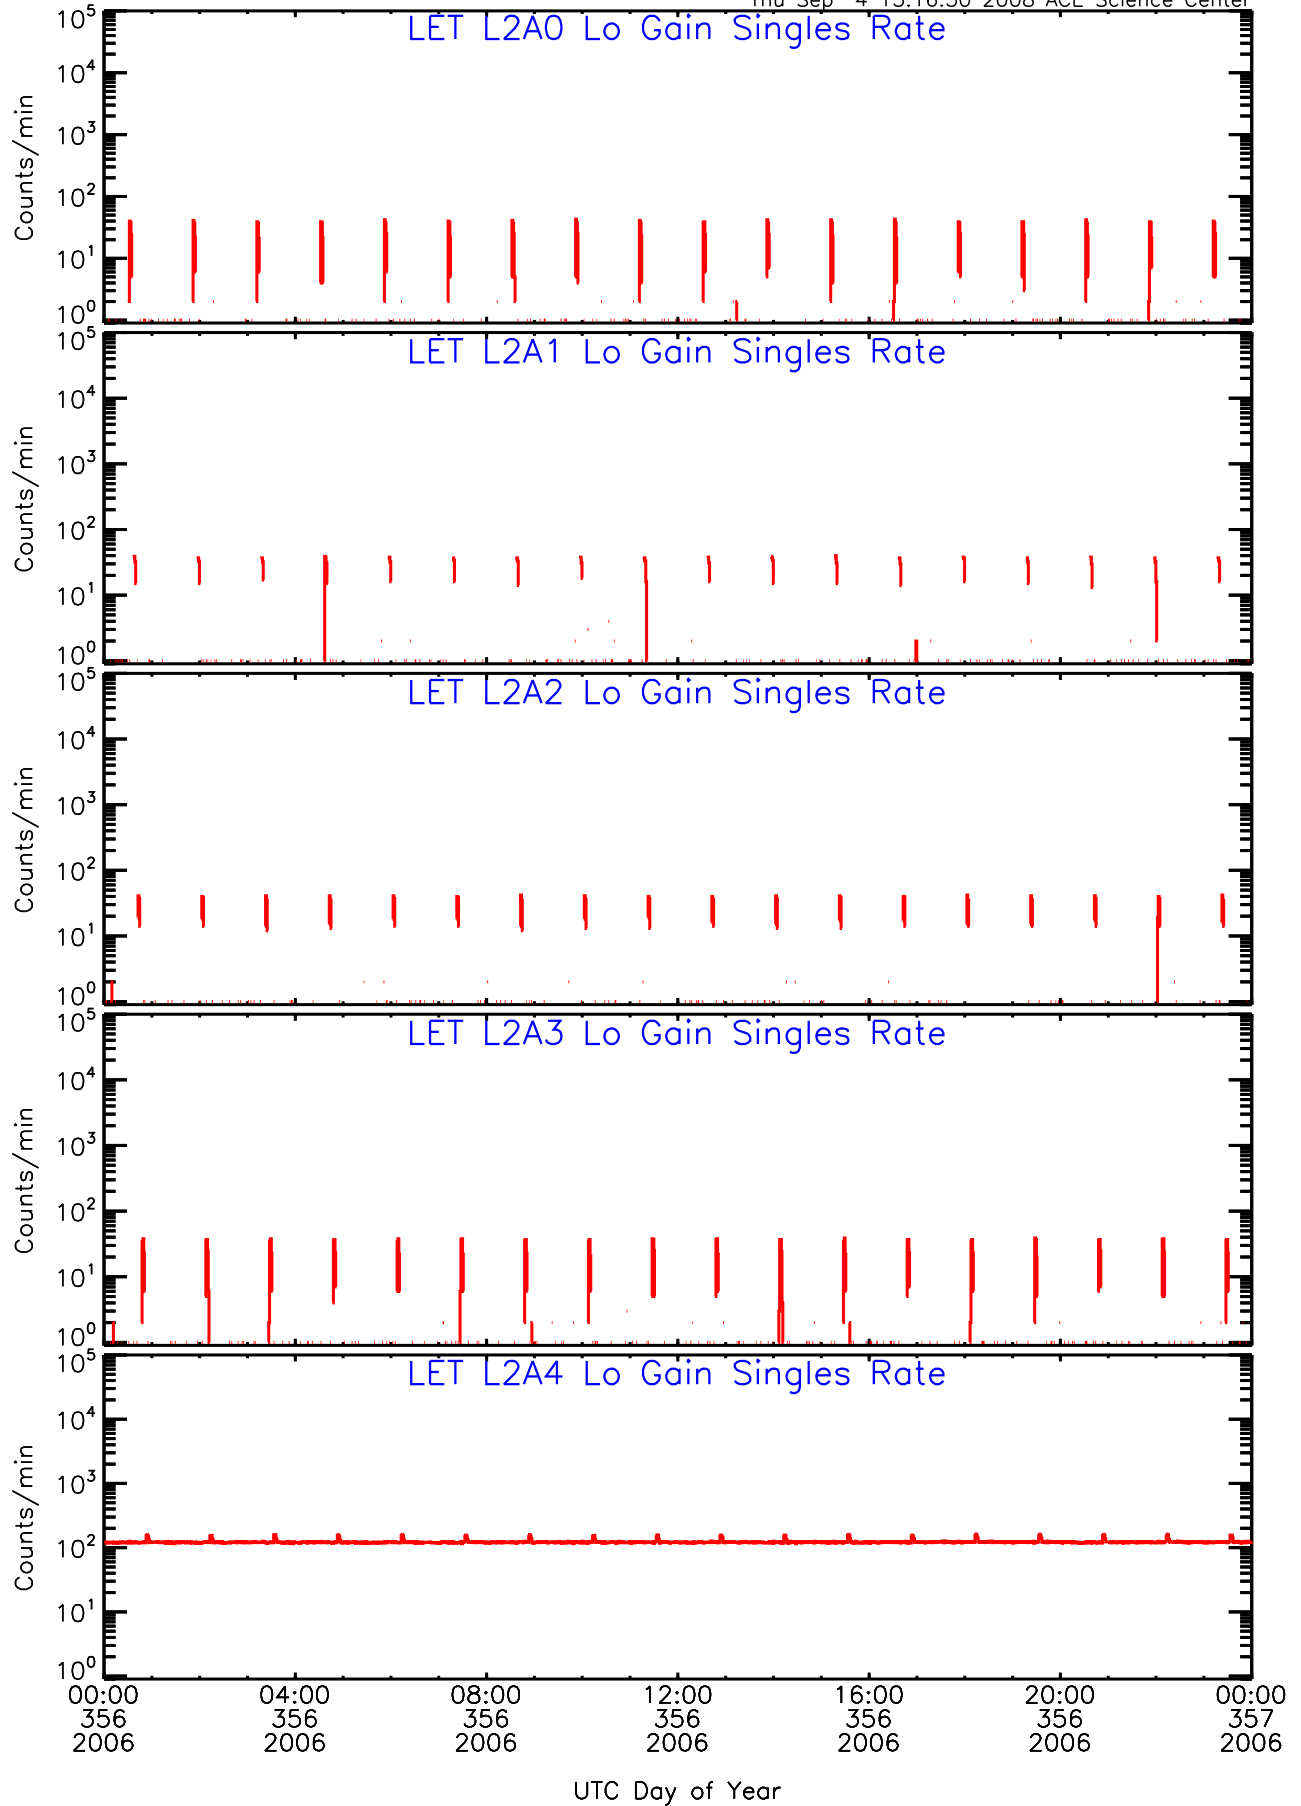 LET L2A0 Lo Gain Singles Rate
10^5
10^4
10^3
10^2
10^1
10^0
Counts/min
LET L2A1 Lo Gain Singles Rate
10^5
10^4
10^3
10^2
10^1
10^0
Counts/min
LET L2A2 Lo Gain Singles Rate
10^5
10^4
10^3
10^2
10^1
10^0
Counts/min
LET L2A3 Lo Gain Singles Rate
10^5
10^4
10^3
10^2
10^1
10^0
Counts/min
LET L2A4 Lo Gain Singles Rate
10^5
10^4
10^3
10^2
10^1
10^0
Counts/min
00:00 04:00 08:00 12:00 16:00 20:00 00:00
356 356 356 356 356 356 357
2006 2006 2006 2006 2006 2006 2006
UTC Day of Year